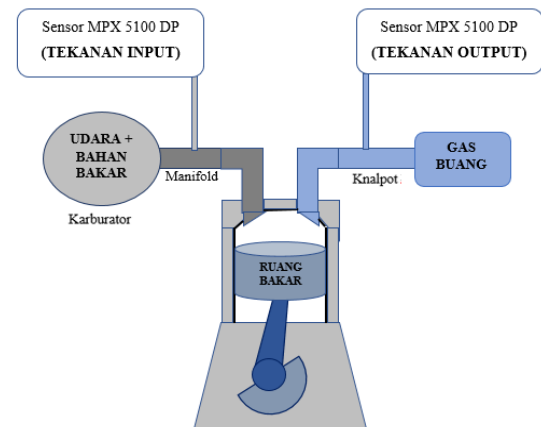 Sensor MPX 5100 DP
(TEKANAN INPUT)
Sensor MPX 5100 DP
(TEKANAN OUTPUT)
UDARA +
BAHAN
BAKAR
Manifold
Karburator
Knalpot
GAS
BUANG
RUANG
BAKAR